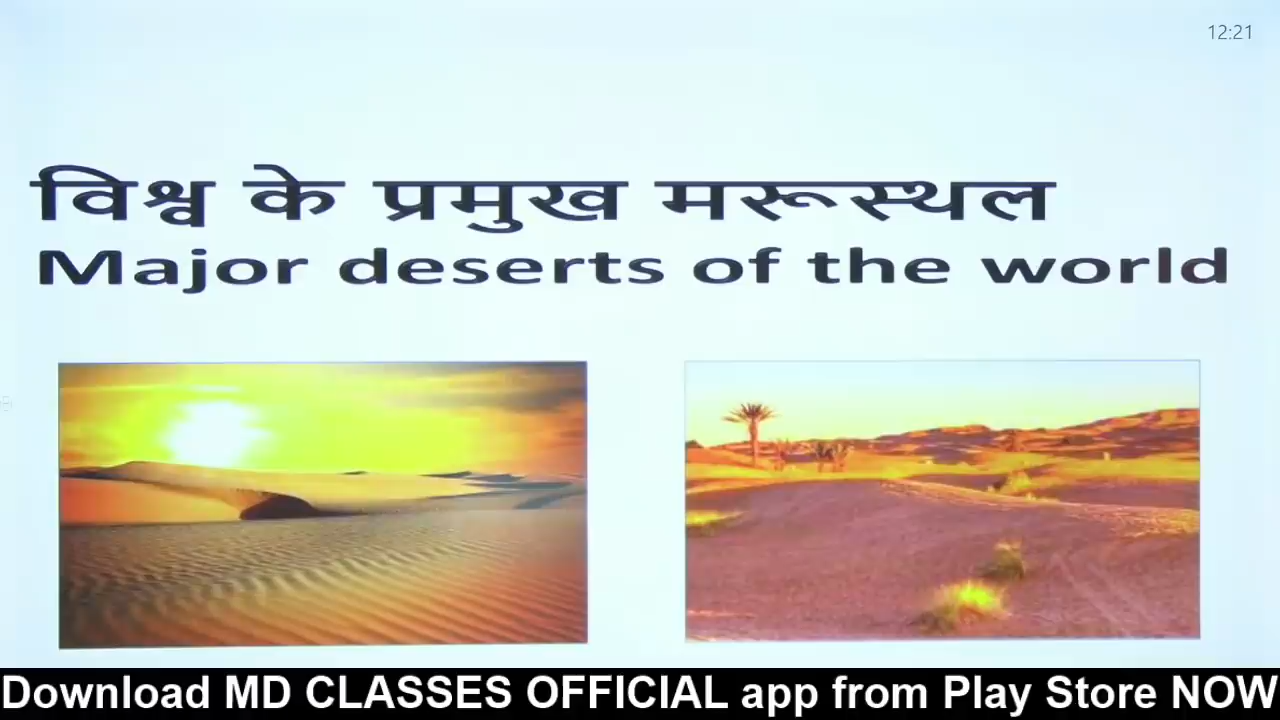 12:21
विश्व के प्रमुख मरूस्थल
Major deserts of the world
Download MD CLASSES OFFICIAL app from Play Store NOW